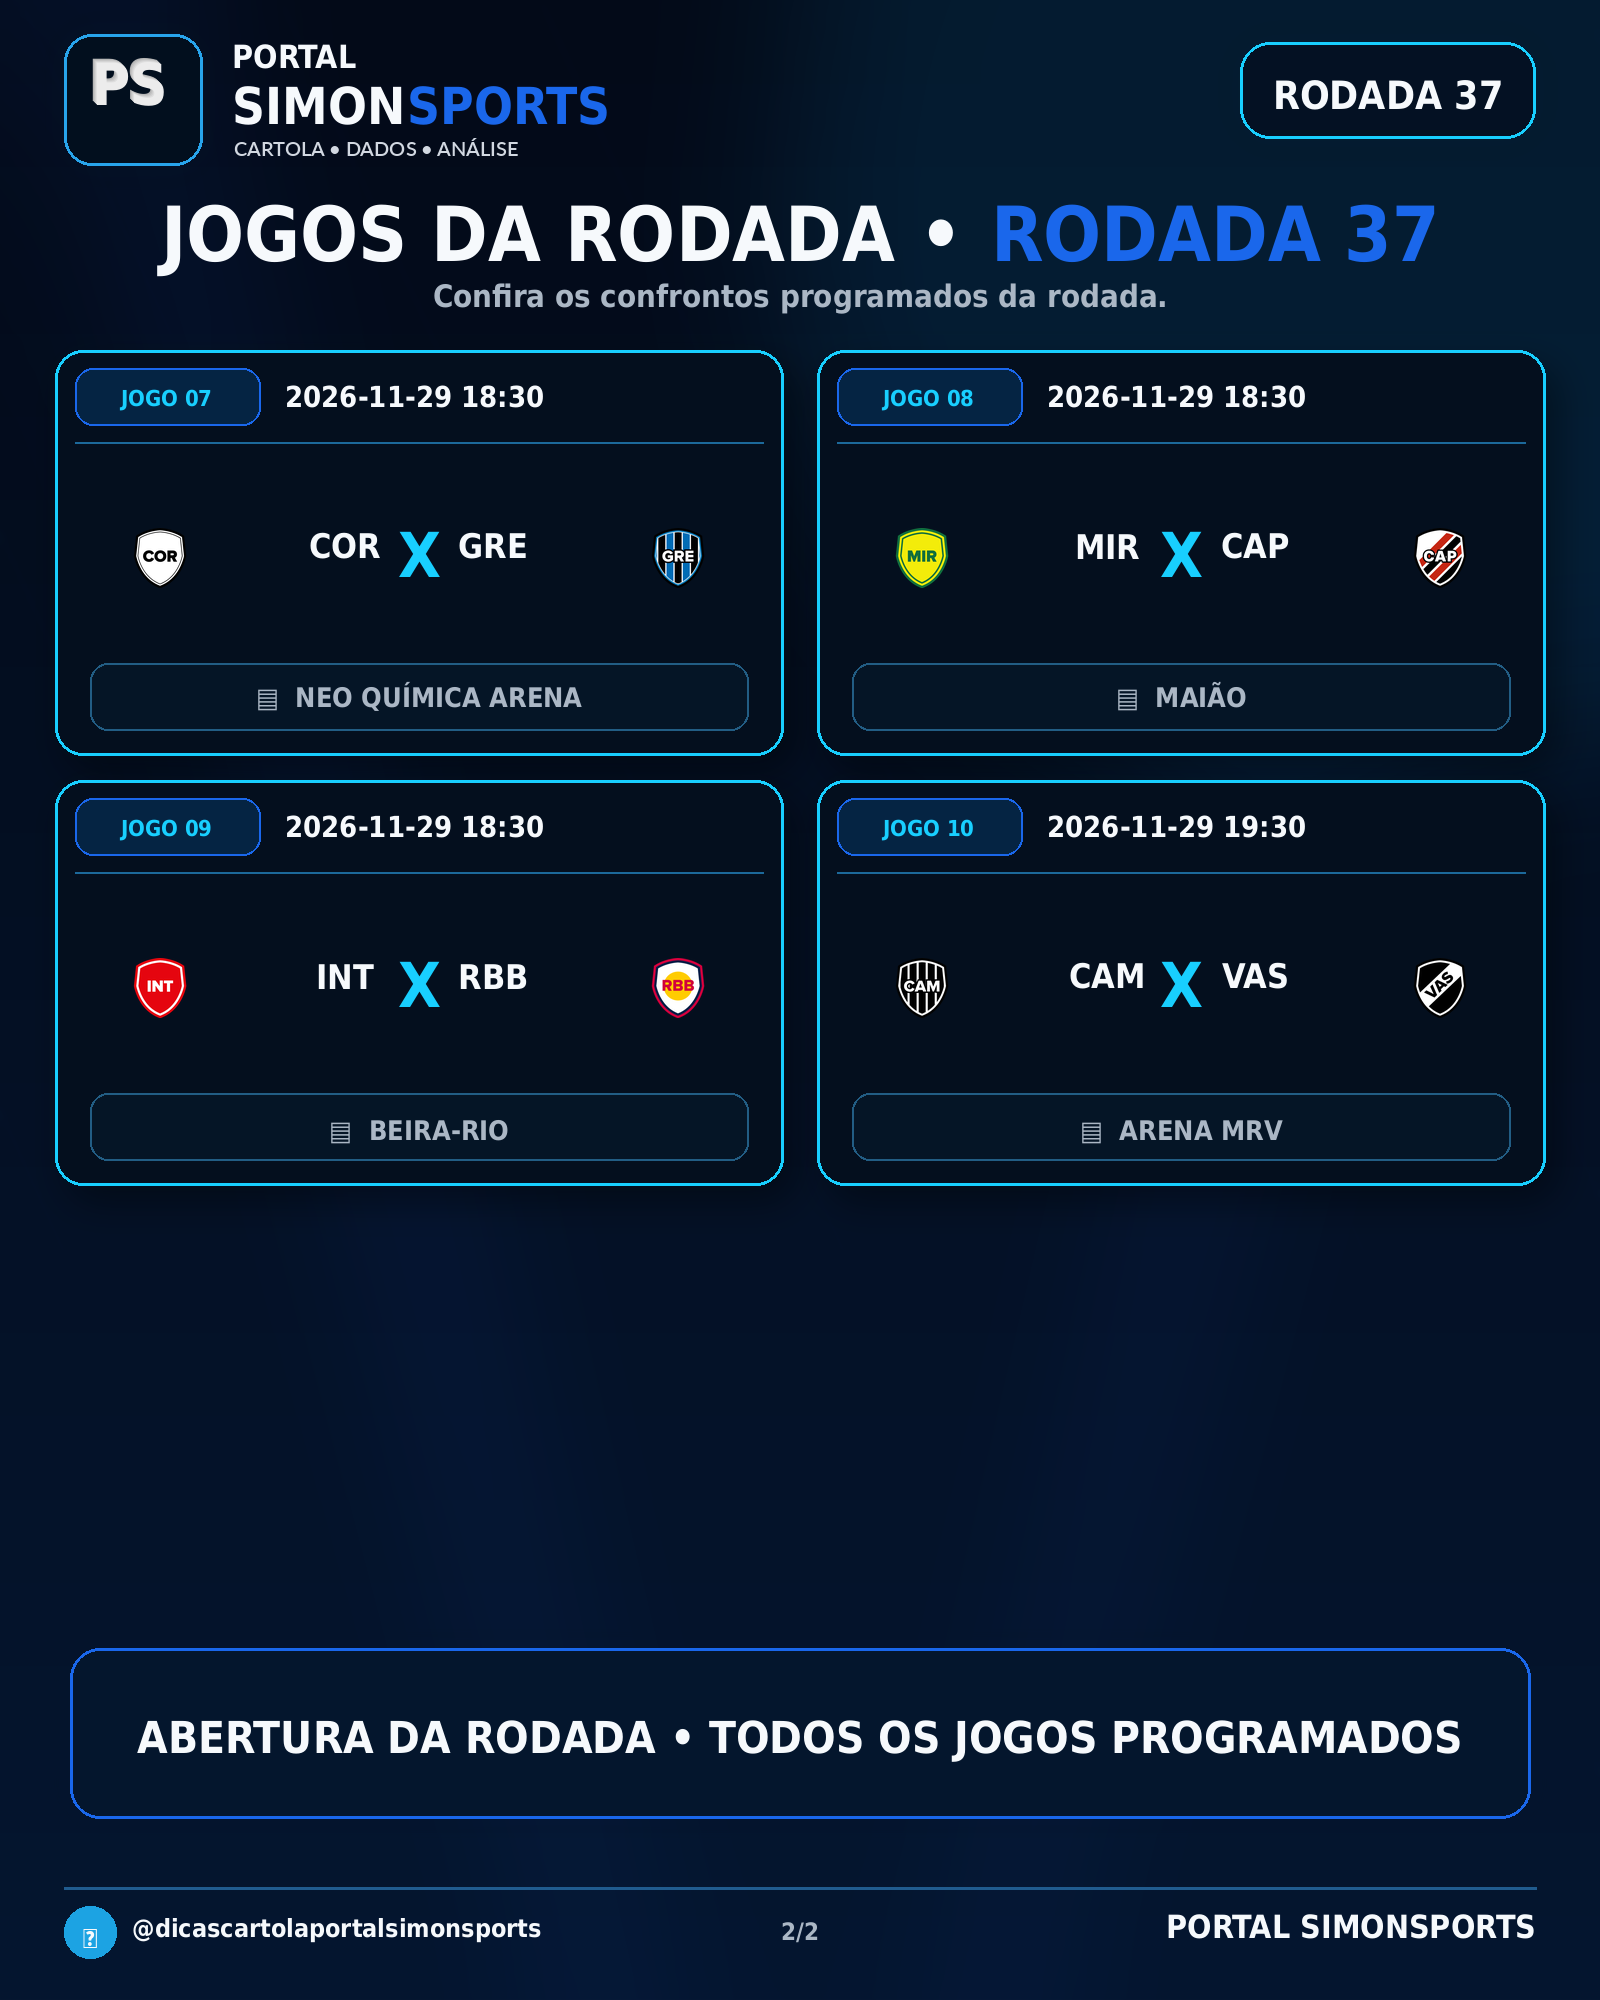 PS
PORTAL
SIMONSPORTS
CARTOLA • DADOS • ANÁLISE
RODADA 37
JOGOS DA RODADA • RODADA 37
Confira os confrontos programados da rodada.
JOGO 07 2026-11-29 18:30
COR COR X GRE GRE
▤ NEO QUÍMICA ARENA
JOGO 08 2026-11-29 18:30
MIR MIR X CAP CAP
▤ MAIÃO
JOGO 09 2026-11-29 18:30
INT INT X RBB RBB
▤ BEIRA-RIO
JOGO 10 2026-11-29 19:30
CAM CAM X VAS VAS
▤ ARENA MRV
ABERTURA DA RODADA • TODOS OS JOGOS PROGRAMADOS
@dicascartolaportalsimonsports
2/2
PORTAL SIMONSPORTS